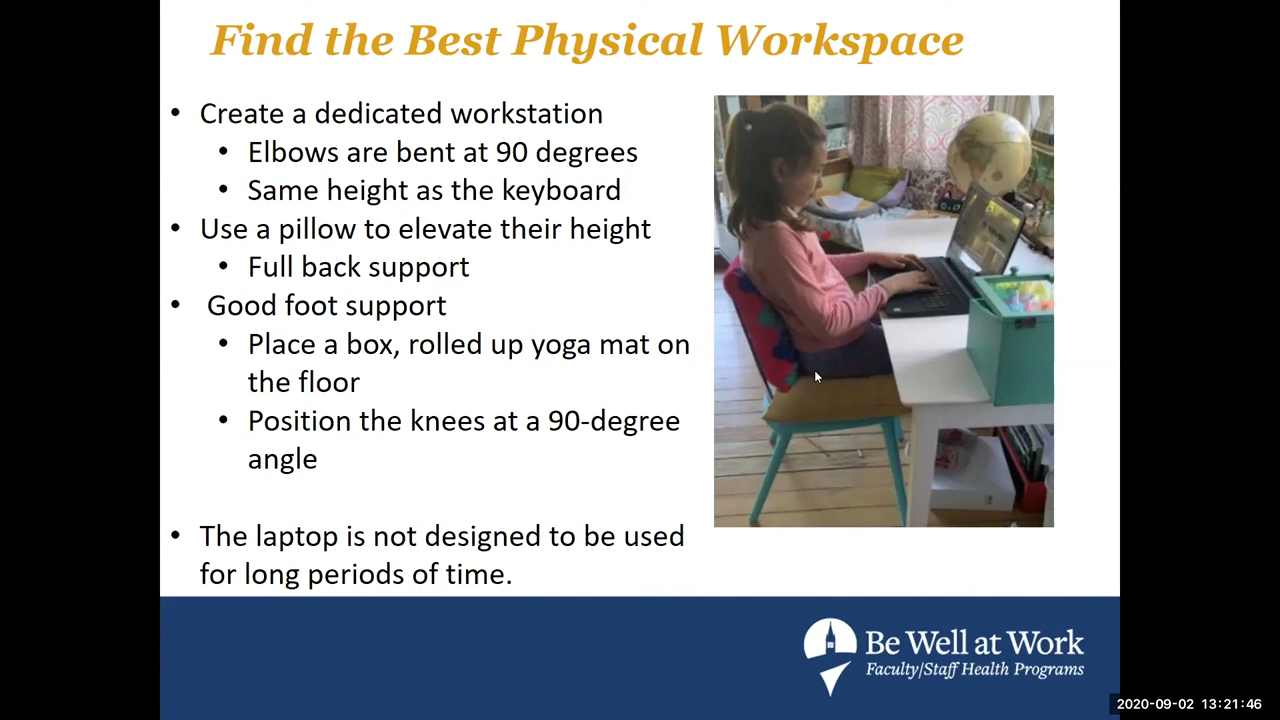 Find the Best Physical Workspace
• Create a dedicated workstation
• Elbows are bent at 90 degrees
• Same height as the keyboard
• Use a pillow to elevate their height
• Full back support
• Good foot support
• Place a box, rolled up yoga mat on
the floor
• Position the knees at a 90-degree
angle
• The laptop is not designed to be used
for long periods of time.
Be Well at Work
Faculty/Staff Health Programs
2020-09-02 13:21:46